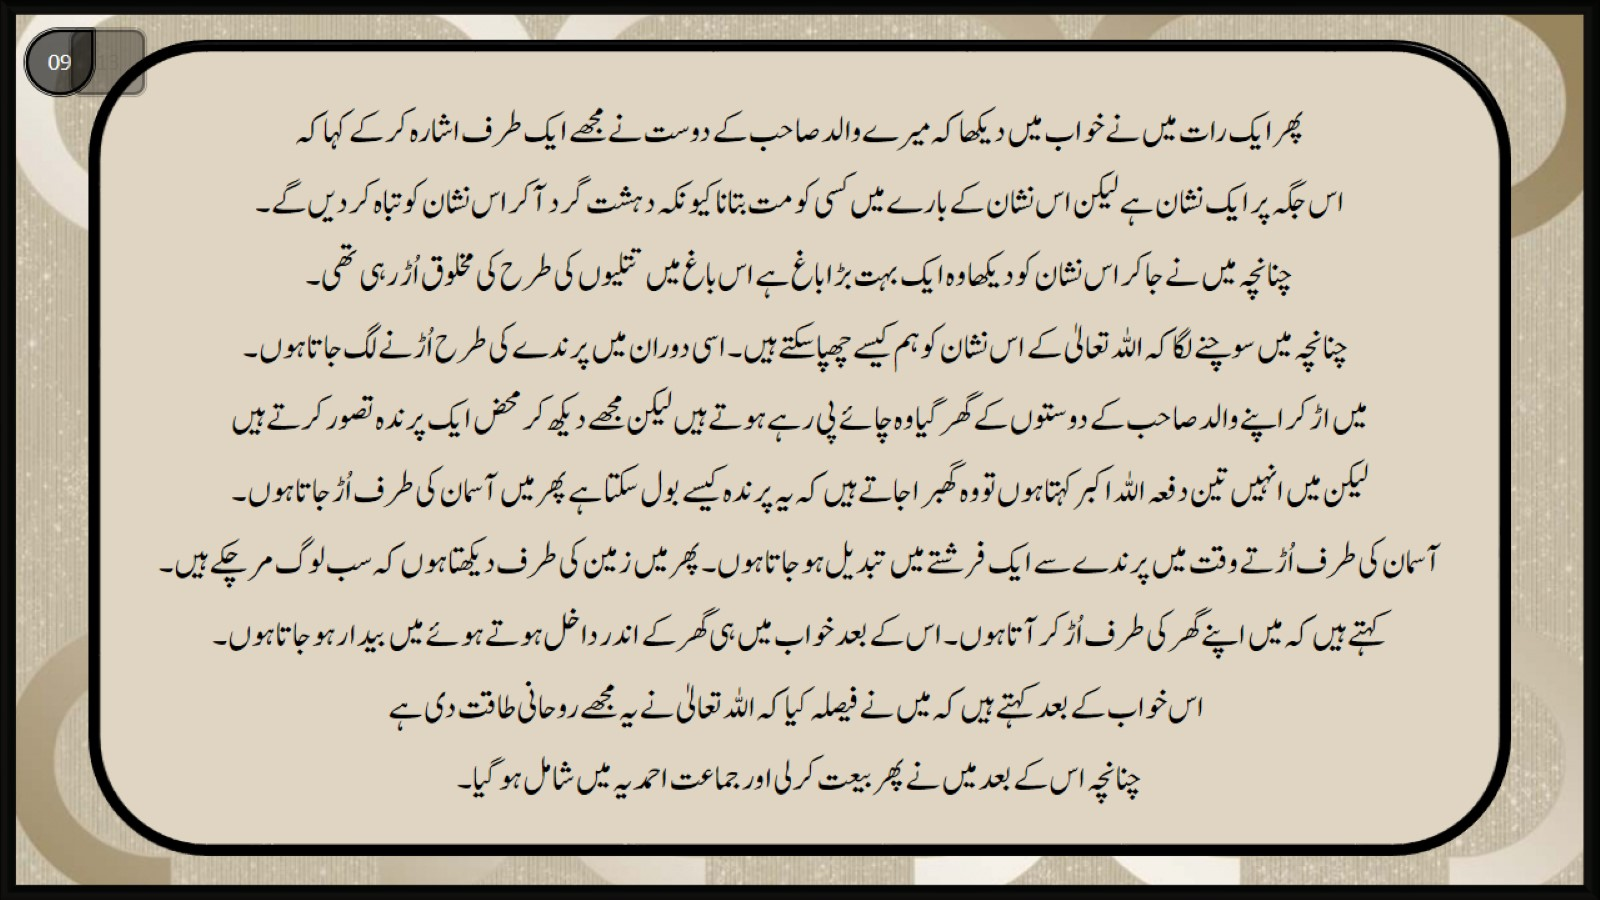 09
پھر ایک رات میں نے خواب میں دیکھا کہ میرے والد صاحب کے دوست نے مجھے ایک طرف اشارہ کر کے کہا کہ
اس جگہ پر ایک نشان ہے لیکن اس نشان کے بارے میں کسی کو مت بتانا کیونکہ دہشت گرد آ کر اس نشان کو تباہ کر دیں گے۔
چنانچہ میں نے جا کر اس نشان کو دیکھا وہ ایک بہت بڑا باغ ہے اس باغ میں تتلیوں کی طرح کی مخلوق اُڑ رہی تھی۔
چنانچہ میں سوچنے لگا کہ اللہ تعالیٰ کے اس نشان کو ہم کیسے چھپا سکتے ہیں۔ اسی دوران میں پرندے کی طرح اُڑنے لگ جاتا ہوں۔
میں اڑ کر اپنے والد صاحب کے دوستوں کے گھر گیا وہ چائے پی رہے ہوتے ہیں لیکن مجھے دیکھ کر محض ایک پرندہ تصور کرتے ہیں
لیکن میں انہیں تین دفعہ اللہ اکبر کہتا ہوں تو وہ گھبرا جاتے ہیں کہ یہ پرندہ کیسے بول سکتا ہے پھر میں آسمان کی طرف اُڑ جاتا ہوں۔
آسمان کی طرف اُڑتے وقت میں پرندے سے ایک فرشتے میں تبدیل ہو جاتا ہوں۔ پھر میں زمین کی طرف دیکھتا ہوں کہ سب لوگ مر چکے ہیں۔
کہتے ہیں کہ میں اپنے گھر کی طرف اُڑ کر آتا ہوں۔ اس کے بعد خواب میں ہی گھر کے اندر داخل ہوتے ہوئے میں بیدار ہو جاتا ہوں۔
اس خواب کے بعد کہتے ہیں کہ میں نے فیصلہ کیا کہ اللہ تعالیٰ نے یہ مجھے روحانی طاقت دی ہے
چنانچہ اس کے بعد میں نے پھر بیعت کر لی اور جماعت احمدیہ میں شامل ہو گیا۔